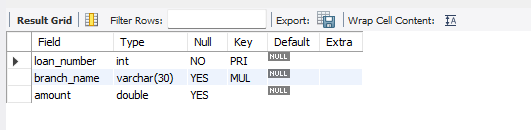 Result Grid Filter Rows: Export: Wrap Cell Content: IA
Field Type Null Key Default Extra
loan_number int NO PRI NULL
branch_name varchar(30) YES MUL NULL
amount double YES NULL